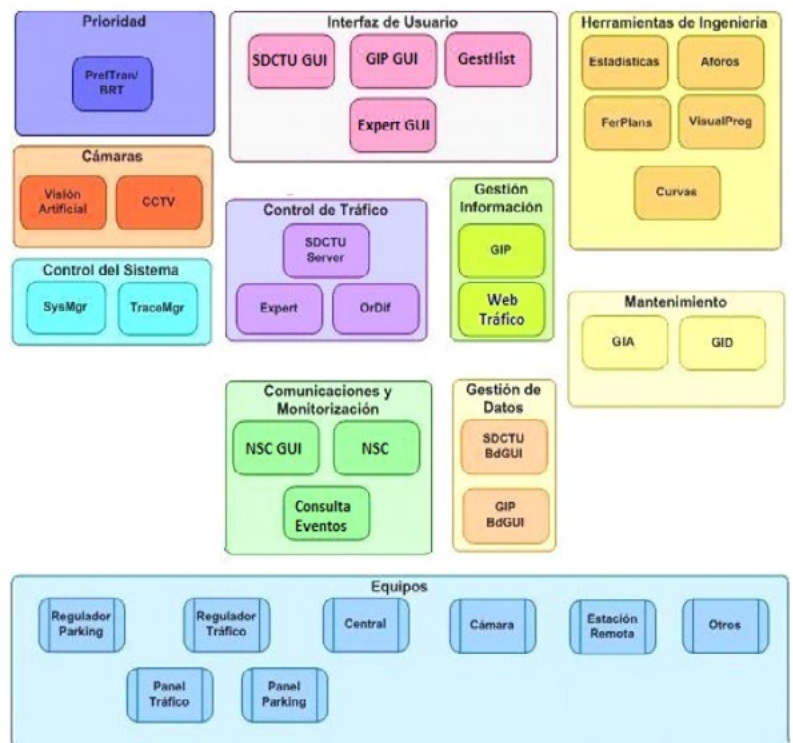 Prioridad
PrefTran/
BRT
Interfaz de Usuario
SDCTU GUI
GIP GUI
GestHist
Expert GUI
Herramientas de Ingenieria
Estadisticas
Aforos
FerPlans
VisualProg
Curvas
Cámaras
Visión
Artificial
CCTV
Control del Sistema
SysMgr
TraceMgr
Control de Tráfico
SDCTU
Server
Expert
OrDif
Gestión
Información
GIP
Web
Tráfico
Mantenimiento
GIA
GID
Comunicaciones y
Monitorización
NSC GUI
NSC
Consulta
Eventos
Gestión de
Datos
SDCTU
BdGUI
GIP
BdGUI
Equipos
Regulador
Parking
Regulador
Tráfico
Central
Cámara
Estación
Remota
Otros
Panel
Tráfico
Panel
Parking